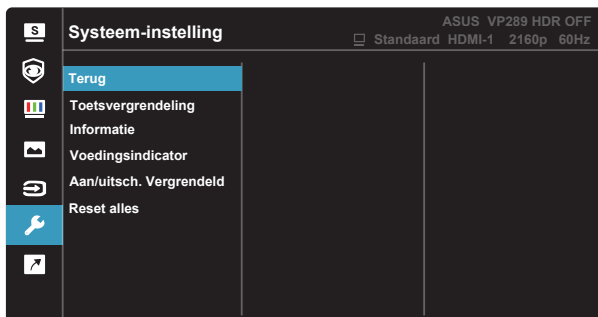 S
Systeem-instelling
ASUS VP289 HDR OFF
Standaard HDMI-1 2160p 60Hz
Terug
Toetsvergrendeling
Informatie
Voedingsindicator
Aan/uitsch. Vergrendeld
Reset alles